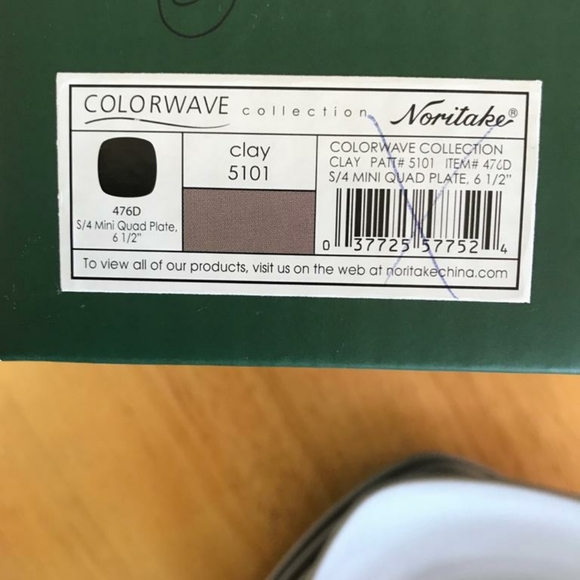 COLORWAVE collection Noritake®
476D
S/4 Mini Quad Plate,
6 1/2"
clay
5101
COLORWAVE COLLECTION
CLAY PATT# 5101 ITEM# 476D
S/4 MINI QUAD PLATE, 6 1/2"
0 37725 57752 4
To view all of our products, visit us on the web at noritakechina.com